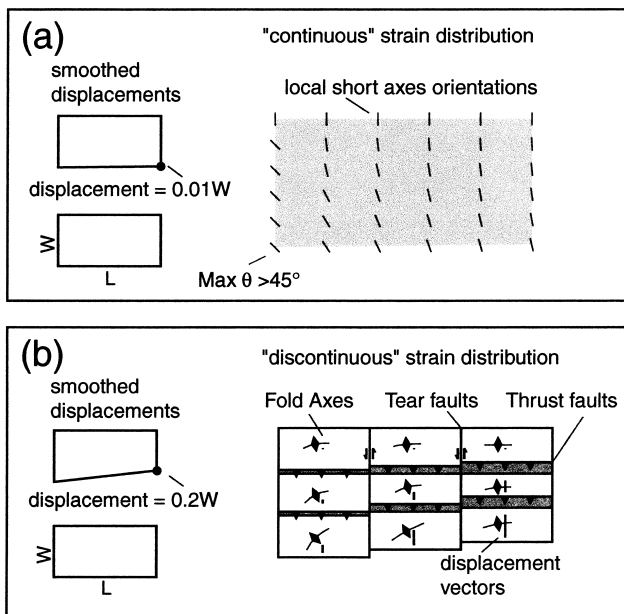 (a)
"continuous" strain distribution
smoothed
displacements
local short axes orientations
displacement = 0.01W
W
L
Max θ >45°
(b)
"discontinuous" strain distribution
smoothed
displacements
Fold Axes
Tear faults
Thrust faults
displacement = 0.2W
W
L
displacement
vectors